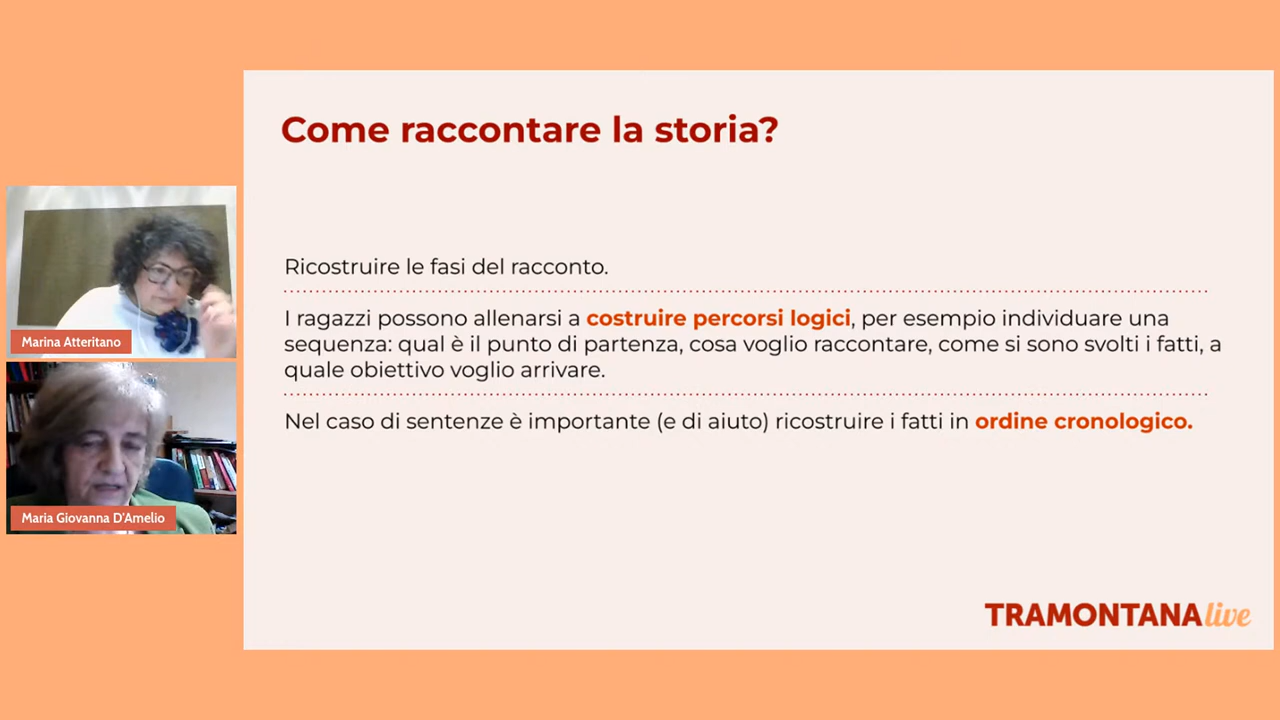 Come raccontare la storia?
Ricostruire le fasi del racconto.
I ragazzi possono allenarsi a costruire percorsi logici, per esempio individuare una
sequenza: qual è il punto di partenza, cosa voglio raccontare, come si sono svolti i fatti, a
quale obiettivo voglio arrivare.
Nel caso di sentenze è importante (e di aiuto) ricostruire i fatti in ordine cronologico.
Marina Atteritano
Maria Giovanna D'Amelio
TRAMONTANA live